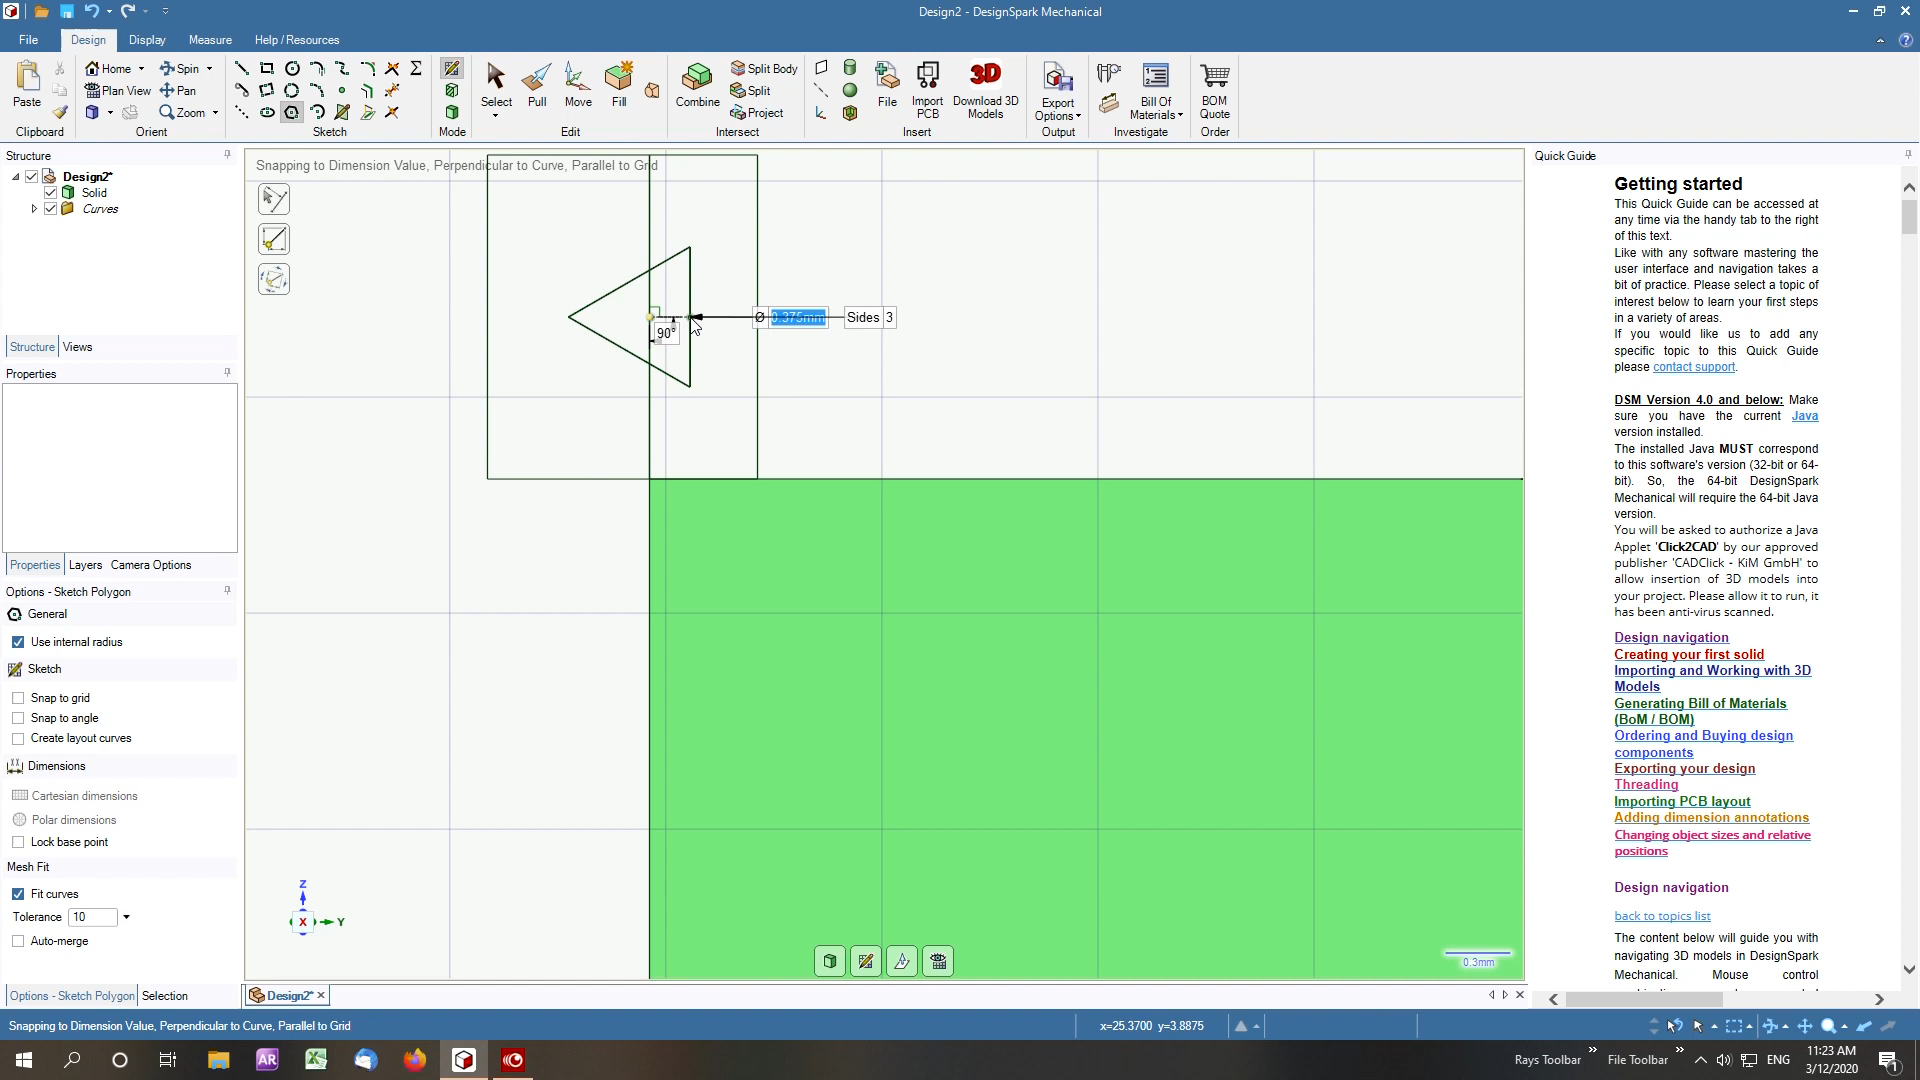 Design2 - DesignSpark Mechanical
File Design Display Measure Help / Resources
Paste
Clipboard
Home Spin
Plan View Pan
Zoom
Orient
Sketch
Mode
Select Pull Move Fill
Edit
Combine
Split Body
Split
Project
Intersect
File
Import PCB
3D
Download 3D Models
Insert
Export Options
Output
Bill Of Materials
Investigate
BOM Quote
Order
Structure
Design2*
Solid
Curves
Structure Views
Properties
Properties Layers Camera Options
Options - Sketch Polygon
General
Use internal radius
Sketch
Snap to grid
Snap to angle
Create layout curves
Dimensions
Cartesian dimensions
Polar dimensions
Lock base point
Mesh Fit
Fit curves
Tolerance 10
Auto-merge
Options - Sketch Polygon Selection
Snapping to Dimension Value, Perpendicular to Curve, Parallel to Grid
90°
Ø 0.375mm Sides 3
Z
X Y
0.3mm
Design2*
Quick Guide
Getting started
This Quick Guide can be accessed at
any time via the handy tab to the right
of this text.
Like with any software mastering the
user interface and navigation takes a
bit of practice. Please select a topic of
interest below to learn your first steps
in a variety of areas.
If you would like us to add any
specific topic to this Quick Guide
please contact support.
DSM Version 4.0 and below: Make
sure you have the current Java
version installed.
The installed Java MUST correspond
to this software's version (32-bit or 64-
bit). So, the 64-bit DesignSpark
Mechanical will require the 64-bit Java
version.
You will be asked to authorize a Java
Applet 'Click2CAD' by our approved
publisher 'CADClick - KiM GmbH' to
allow insertion of 3D models into
your project. Please allow it to run, it
has been anti-virus scanned.
Design navigation
Creating your first solid
Importing and Working with 3D
Models
Generating Bill of Materials
(BoM / BOM)
Ordering and Buying design
components
Exporting your design
Threading
Importing PCB layout
Adding dimension annotations
Changing object sizes and relative
positions
Design navigation
back to topics list
The content below will guide you with
navigating 3D models in DesignSpark
Mechanical. Mouse control
Snapping to Dimension Value, Perpendicular to Curve, Parallel to Grid
x=25.3700 y=3.8875
AR
Rays Toolbar » File Toolbar » ENG
11:23 AM
3/12/2020
1